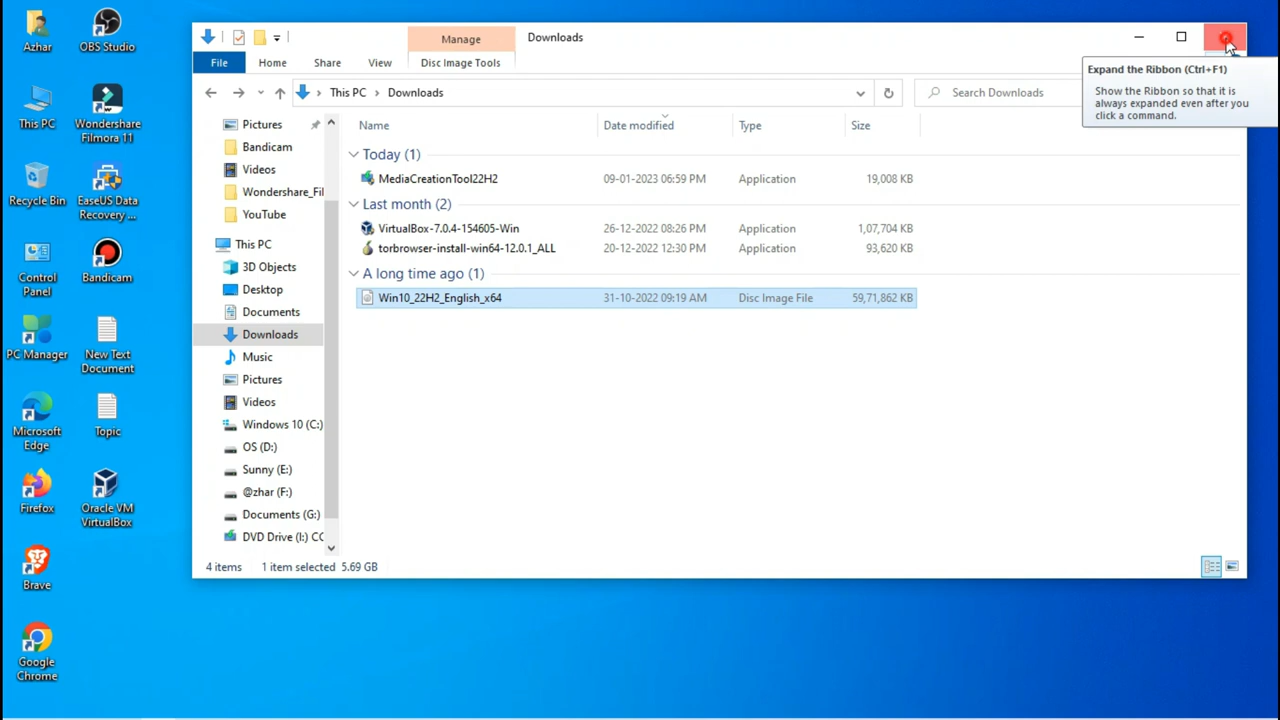 Azhar
OBS Studio
This PC
Wondershare
Filmora 11
Recycle Bin
EaseUS Data
Recovery ...
Control
Panel
Bandicam
PC Manager
New Text
Document
Microsoft
Edge
Topic
Firefox
Oracle VM
VirtualBox
Brave
Google
Chrome
Manage
Downloads
File
Home
Share
View
Disc Image Tools
This PC
Downloads
Search Downloads
Expand the Ribbon (Ctrl+F1)
Show the Ribbon so that it is
always expanded even after you
click a command.
Pictures
Bandicam
Videos
Wondershare_Fil
YouTube
This PC
3D Objects
Desktop
Documents
Downloads
Music
Pictures
Videos
Windows 10 (C:)
OS (D:)
Sunny (E:)
@zhar (F:)
Documents (G:)
DVD Drive (I:) CC
Name Date modified Type Size
Today (1)
MediaCreationTool22H2 09-01-2023 06:59 PM Application 19,008 KB
Last month (2)
VirtualBox-7.0.4-154605-Win 26-12-2022 08:26 PM Application 1,07,704 KB
torbrowser-install-win64-12.0.1_ALL 20-12-2022 12:30 PM Application 93,620 KB
A long time ago (1)
Win10_22H2_English_x64 31-10-2022 09:19 AM Disc Image File 59,71,862 KB
4 items 1 item selected 5.69 GB